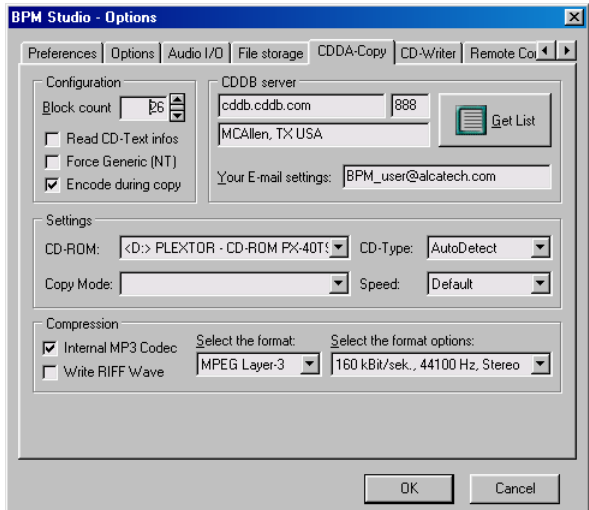 BPM Studio - Options
Preferences Options Audio I/O File storage CDDA-Copy CD-Writer Remote Co
Configuration
Block count 26
Read CD-Text infos
Force Generic (NT)
Encode during copy
CDDB server
cddb.cddb.com 888
MCAllen, TX USA
Get List
Your E-mail settings: BPM_user@alcatech.com
Settings
CD-ROM: <D:> PLEXTOR - CD-ROM PX-40TS CD-Type: AutoDetect
Copy Mode: Speed: Default
Compression
Internal MP3 Codec
Write RIFF Wave
Select the format:
MPEG Layer-3
Select the format options:
160 kBit/sek., 44100 Hz, Stereo
OK Cancel